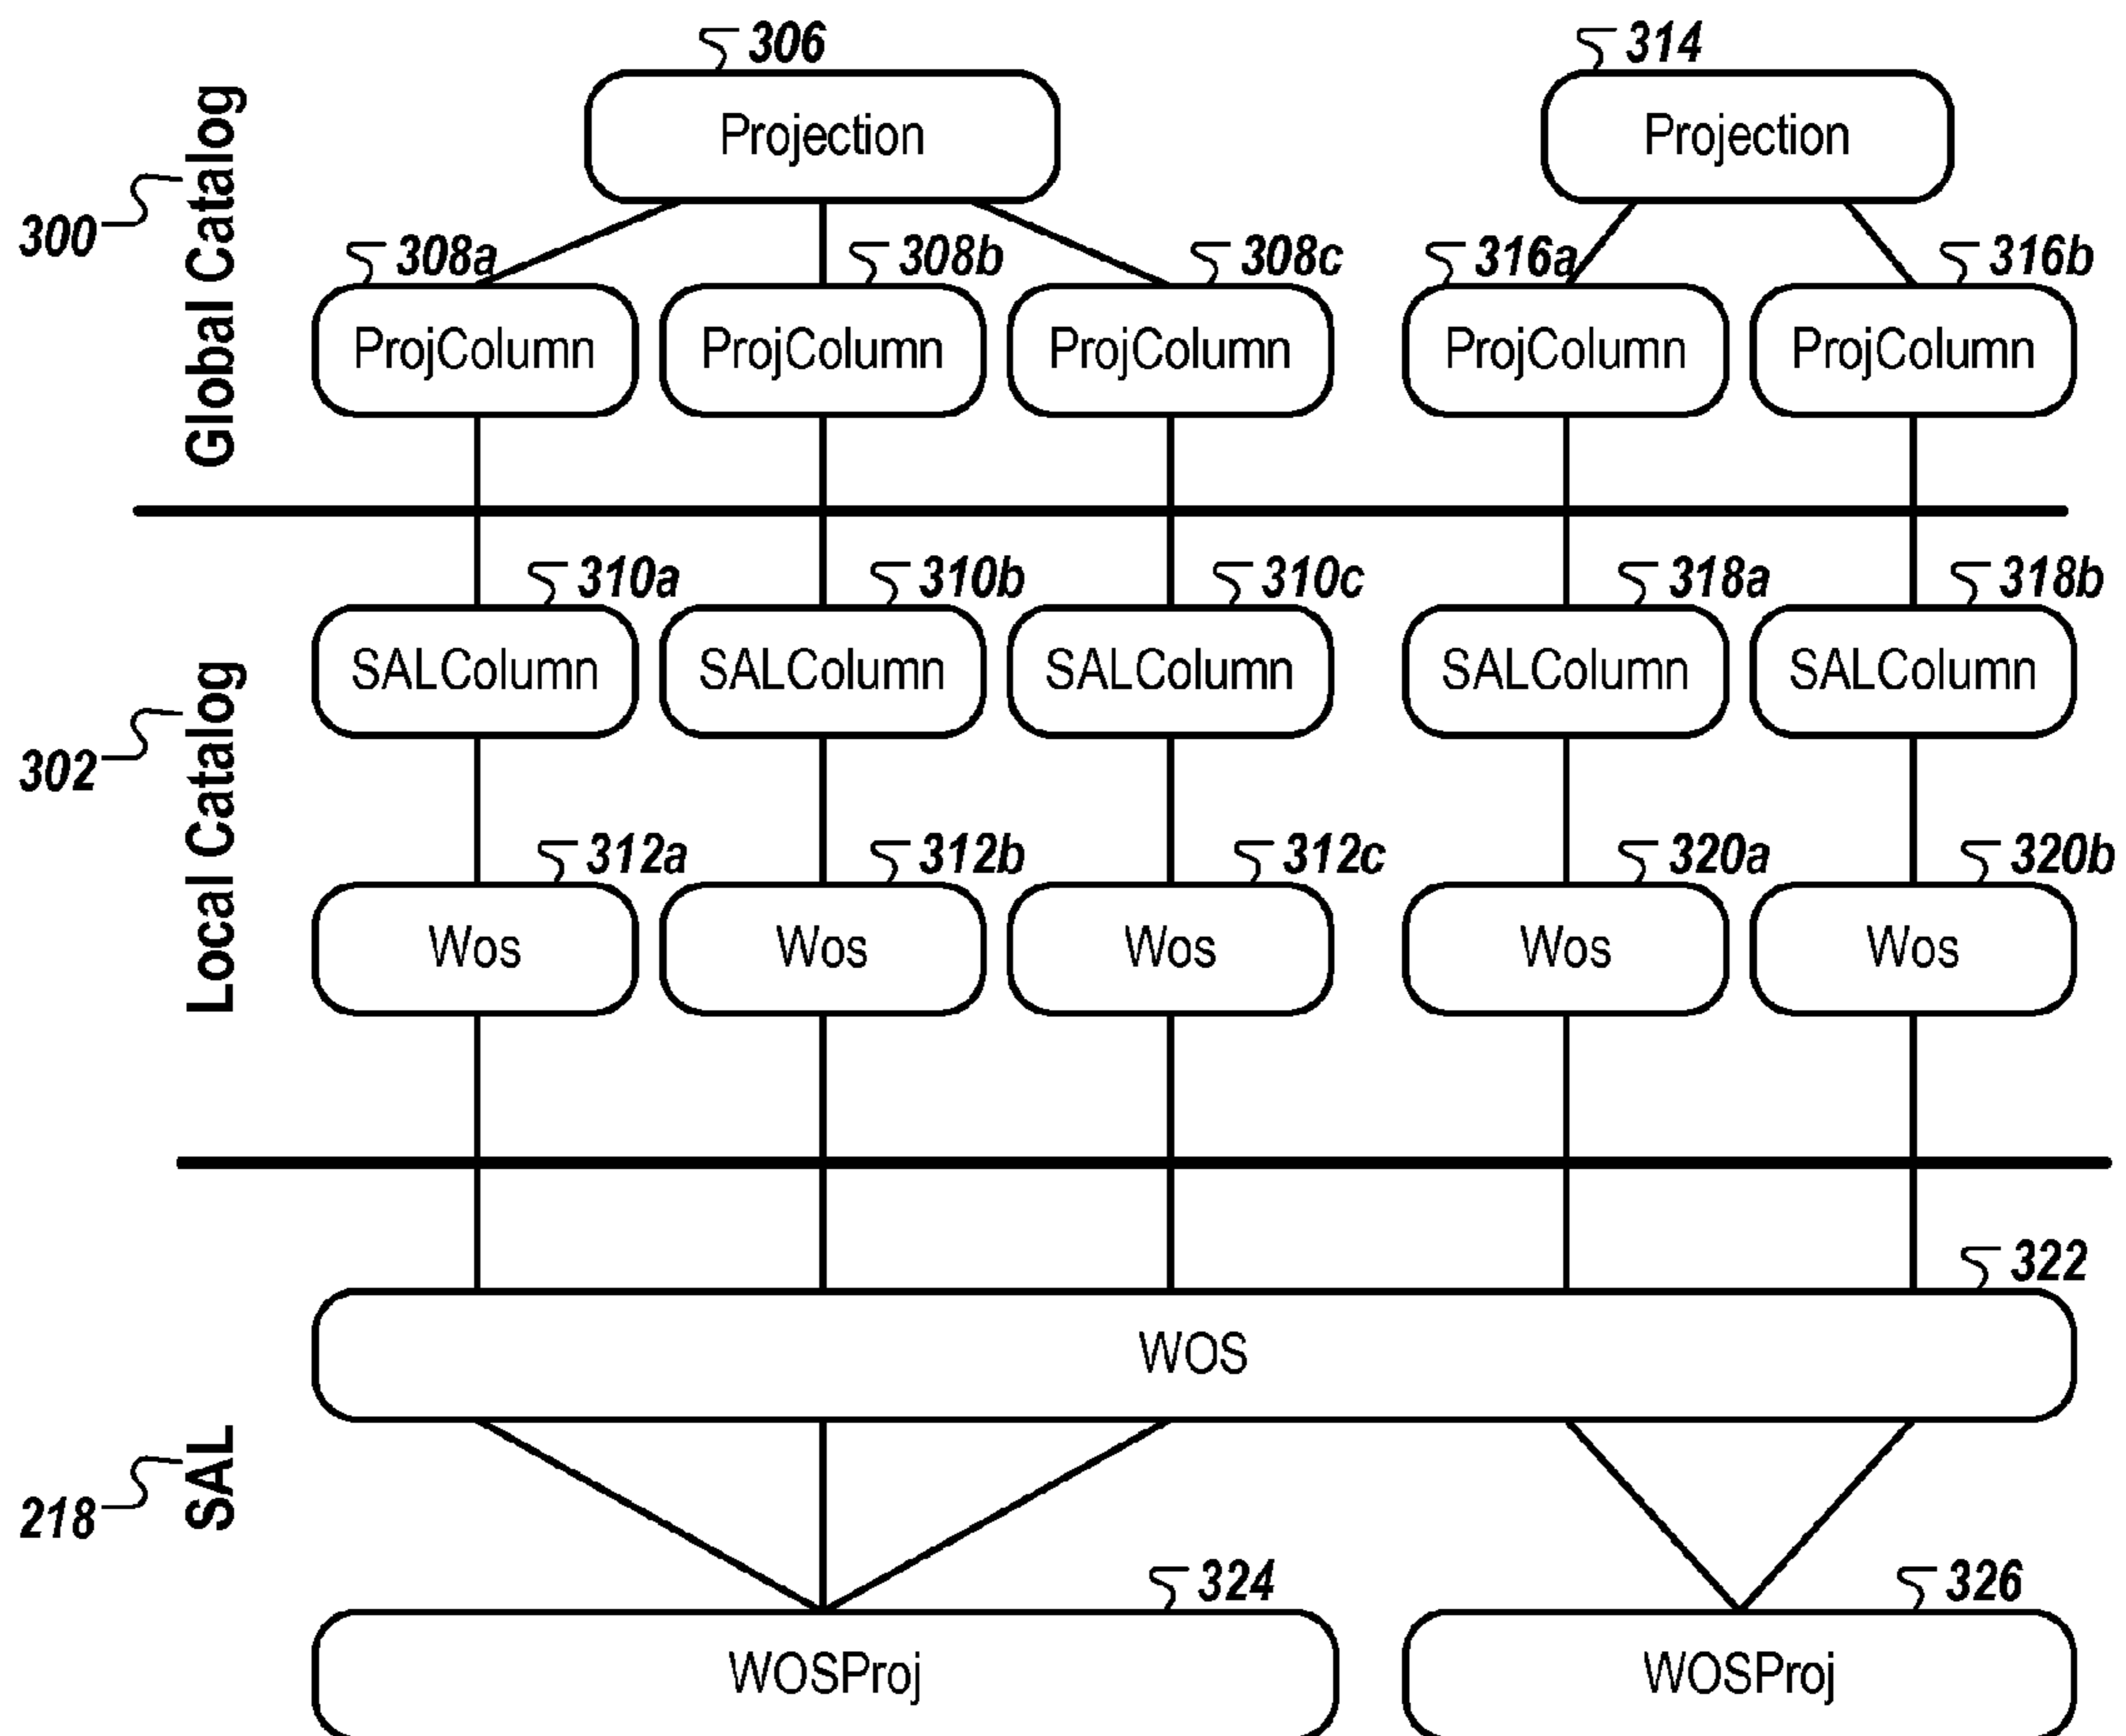 306
314
Projection
Projection
Global Catalog
300
308a
308b
308c
316a
316b
ProjColumn
ProjColumn
ProjColumn
ProjColumn
ProjColumn
310a
310b
310c
318a
318b
SALColumn
SALColumn
SALColumn
SALColumn
SALColumn
Local Catalog
302
312a
312b
312c
320a
320b
Wos
Wos
Wos
Wos
Wos
322
WOS
SAL
218
324
326
WOSProj
WOSProj